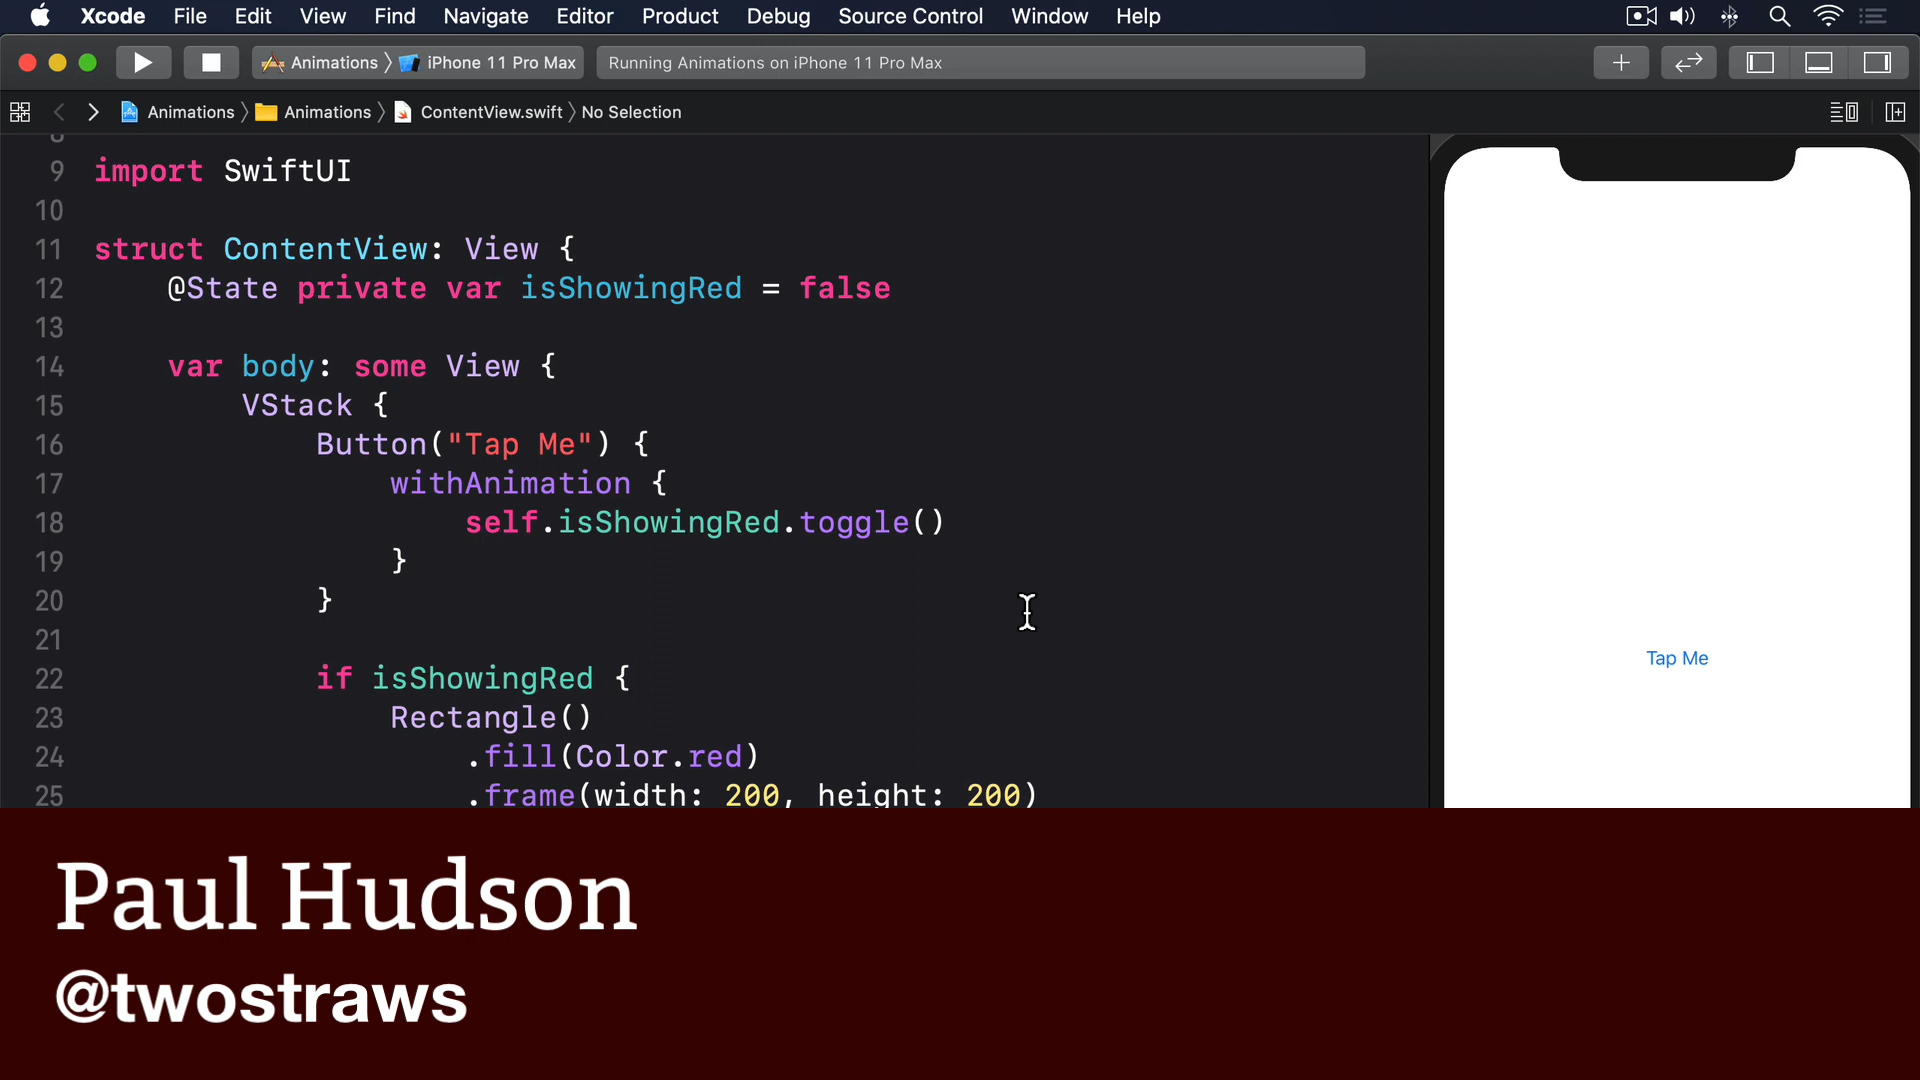 Xcode File Edit View Find Navigate Editor Product Debug Source Control Window Help
Animations iPhone 11 Pro Max Running Animations on iPhone 11 Pro Max
Animations Animations ContentView.swift No Selection
8
9 import SwiftUI
10
11 struct ContentView: View {
12 @State private var isShowingRed = false
13
14 var body: some View {
15 VStack {
16 Button("Tap Me") {
17 withAnimation {
18 self.isShowingRed.toggle()
19 }
20 }
21
22 if isShowingRed {
23 Rectangle()
24 .fill(Color.red)
25 .frame(width: 200, height: 200)
Tap Me
Paul Hudson
@twostraws